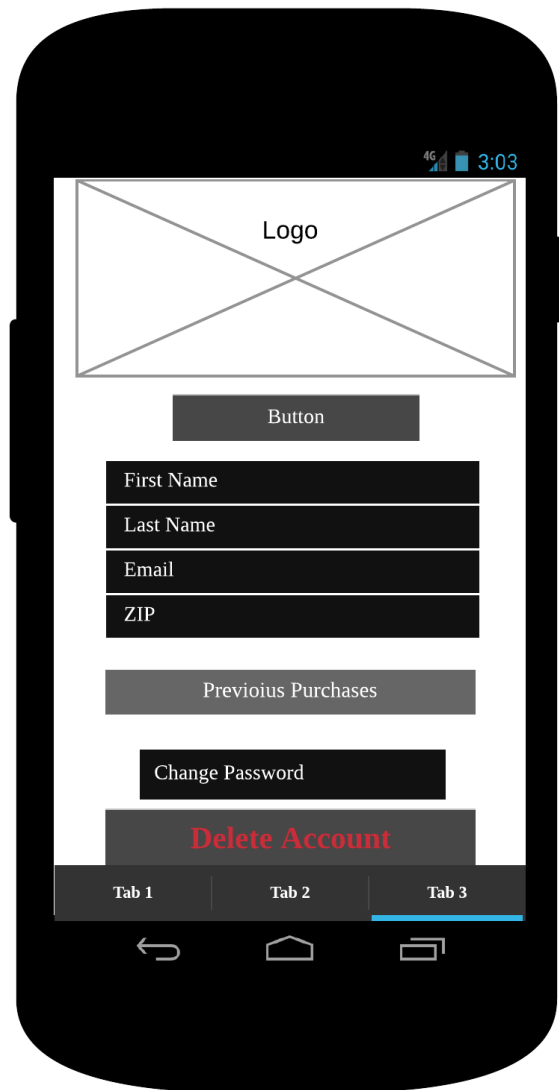 4G 3:03
Logo
Button
First Name
Last Name
Email
ZIP
Previoius Purchases
Change Password
Delete Account
Tab 1 Tab 2 Tab 3